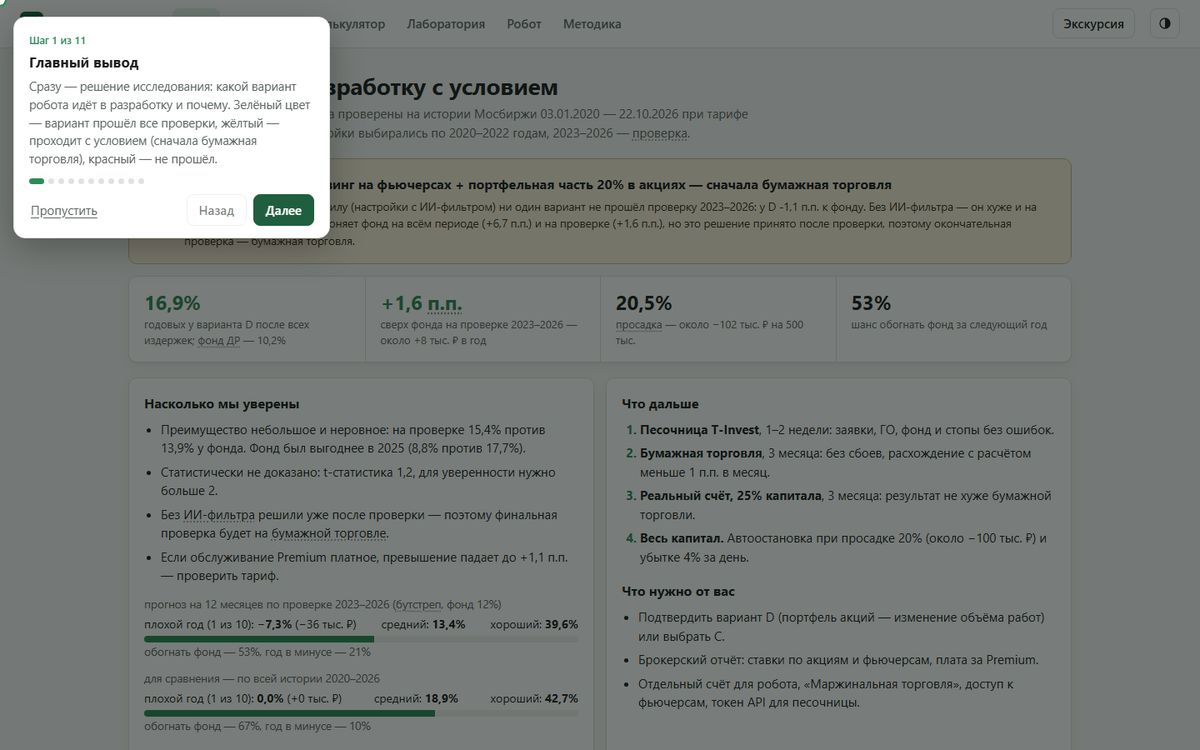 Шаг 1 из 11
Главный вывод
Сразу — решение исследования: какой вариант
робота идёт в разработку и почему. Зелёный цвет
— вариант прошёл все проверки, жёлтый —
проходит с условием (сначала бумажная
торговля), красный — не прошёл.
Пропустить
Назад
Далее
Лаборатория
Робот
Методика
Экскурсия
с условием
проверены на истории Мосбиржи 03.01.2020 — 22.10.2026 при тарифе
выбирались по 2020–2022 годам, 2023–2026 — проверка.
на фьючерсах + портфельная часть 20% в акциях — сначала бумажная торговля
(настройки с ИИ-фильтром) ни один вариант не прошёл проверку 2023–2026: у D -1,1 п.п. к фонду. Без ИИ-фильтра — он хуже и на
фонд на всём периоде (+6,7 п.п.) и на проверке (+1,6 п.п.), но это решение принято после проверки, поэтому окончательная
проверка — бумажная торговля.
16,9%
годовых у варианта D после всех
издержек; фонд ДР — 10,2%
+1,6 п.п.
сверх фонда на проверке 2023–2026 —
около +8 тыс. ₽ в год
20,5%
просадка — около −102 тыс. ₽ на 500
тыс.
53%
шанс обогнать фонд за следующий год
Насколько мы уверены
• Преимущество небольшое и неровное: на проверке 15,4% против
13,9% у фонда. Фонд был выгоднее в 2025 (8,8% против 17,7%).
• Статистически не доказано: t-статистика 1,2, для уверенности нужно
больше 2.
• Без ИИ-фильтра решили уже после проверки — поэтому финальная
проверка будет на бумажной торговле.
• Если обслуживание Premium платное, превышение падает до +1,1 п.п.
— проверить тариф.
прогноз на 12 месяцев по проверке 2023–2026 (бутстреп, фонд 12%)
плохой год (1 из 10): −7,3% (−36 тыс. ₽) средний: 13,4% хороший: 39,6%
обогнать фонд — 53%, год в минусе — 21%
для сравнения — по всей истории 2020–2026
плохой год (1 из 10): 0,0% (+0 тыс. ₽) средний: 18,9% хороший: 42,7%
обогнать фонд — 67%, год в минусе — 10%
Что дальше
1. Песочница T-Invest, 1–2 недели: заявки, ГО, фонд и стопы без ошибок.
2. Бумажная торговля, 3 месяца: без сбоев, расхождение с расчётом
меньше 1 п.п. в месяц.
3. Реальный счёт, 25% капитала, 3 месяца: результат не хуже бумажной
торговли.
4. Весь капитал. Автоостановка при просадке 20% (около −100 тыс. ₽) и
убытке 4% за день.
Что нужно от вас
• Подтвердить вариант D (портфель акций — изменение объёма работ)
или выбрать C.
• Брокерский отчёт: ставки по акциям и фьючерсам, плата за Premium.
• Отдельный счёт для робота, «Маржинальная торговля», доступ к
фьючерсам, токен API для песочницы.